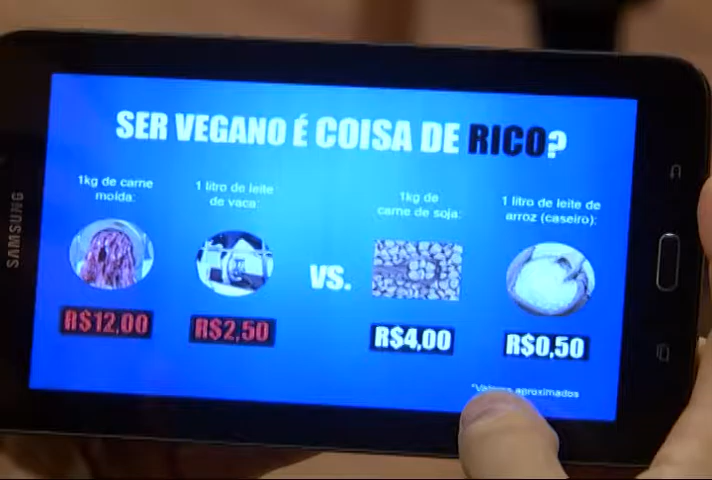 SER VEGANO É COISA DE RICO?
1kg de carne
moída:
1 litro de leite
de vaca:
1kg de
carne de soja:
1 litro de leite de
arroz (caseiro):
VS.
R$12,00
R$2,50
R$4,00
R$0,50
*Valores aproximados
SAMSUNG